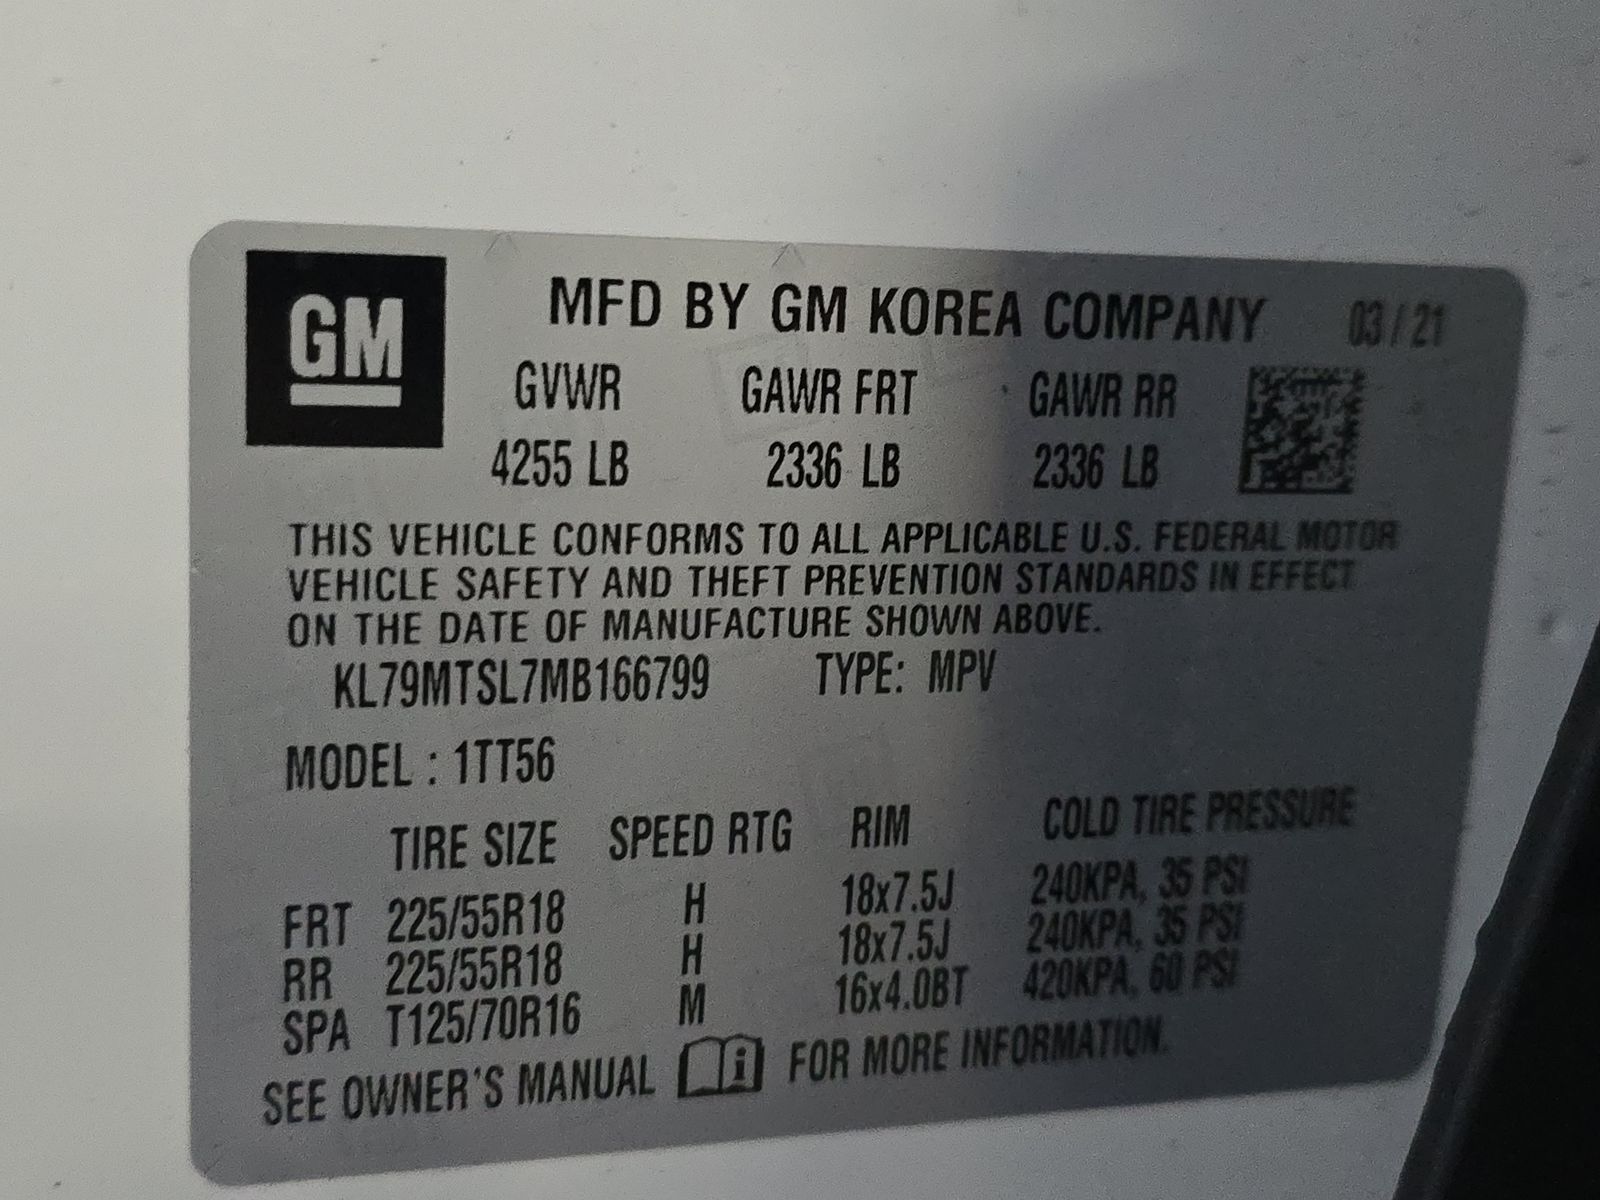 GM
MFD BY GM KOREA COMPANY 03/21
GVWR GAWR FRT GAWR RR
4255 LB 2336 LB 2336 LB
THIS VEHICLE CONFORMS TO ALL APPLICABLE U.S. FEDERAL MOTOR
VEHICLE SAFETY AND THEFT PREVENTION STANDARDS IN EFFECT
ON THE DATE OF MANUFACTURE SHOWN ABOVE.
KL79MTSL7MB166799 TYPE: MPV
MODEL : 1TT56
TIRE SIZE SPEED RTG RIM COLD TIRE PRESSURE
FRT 225/55R18 H 18x7.5J 240KPA, 35 PSI
RR 225/55R18 H 18x7.5J 240KPA, 35 PSI
SPA T125/70R16 M 16x4.0BT 420KPA, 60 PSI
SEE OWNER'S MANUAL i FOR MORE INFORMATION.